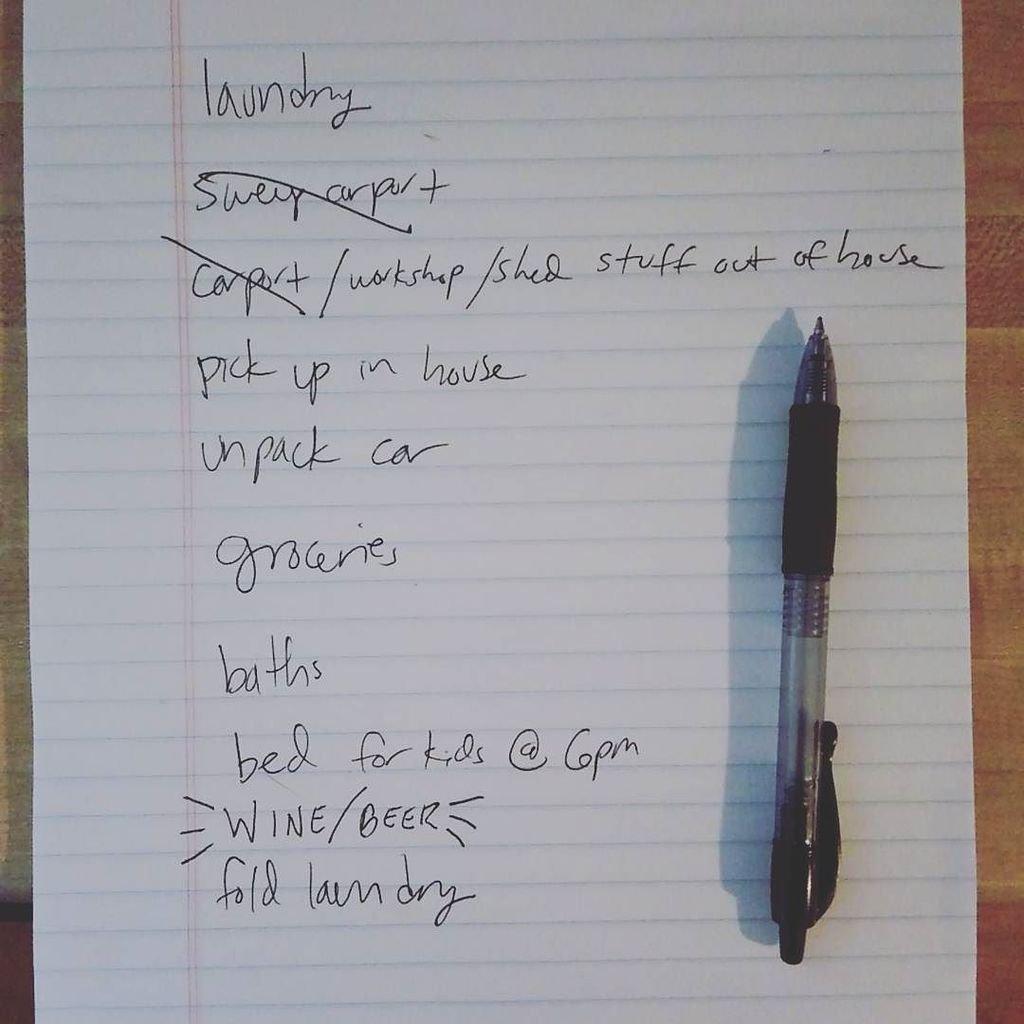 laundry
sweep carport
carport/workshop/shed stuff out of house
pick up in house
unpack car
groceries
baths
bed for kids @ 6pm
WINE/BEER
fold laundry